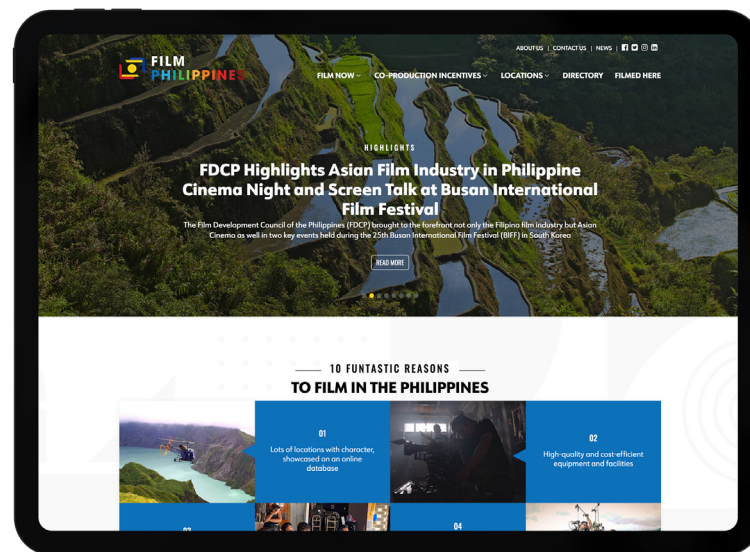 ABOUT US | CONTACT US | NEWS |
FILM
PHILIPPINES
FILM NOW CO-PRODUCTION INCENTIVES LOCATIONS DIRECTORY FILMED HERE
HIGHLIGHTS
FDCP Highlights Asian Film Industry in Philippine
Cinema Night and Screen Talk at Busan International
Film Festival
The Film Development Council of the Philippines (FDCP) brought to the forefront not only the Filipino film industry but Asian
Cinema as well in two key events held during the 25th Busan International Film Festival (BIFF) in South Korea
READ MORE
10 FUNTASTIC REASONS
TO FILM IN THE PHILIPPINES
01
Lots of locations with character,
showcased on an online
database
02
High-quality and cost-efficient
equipment and facilities
03
04